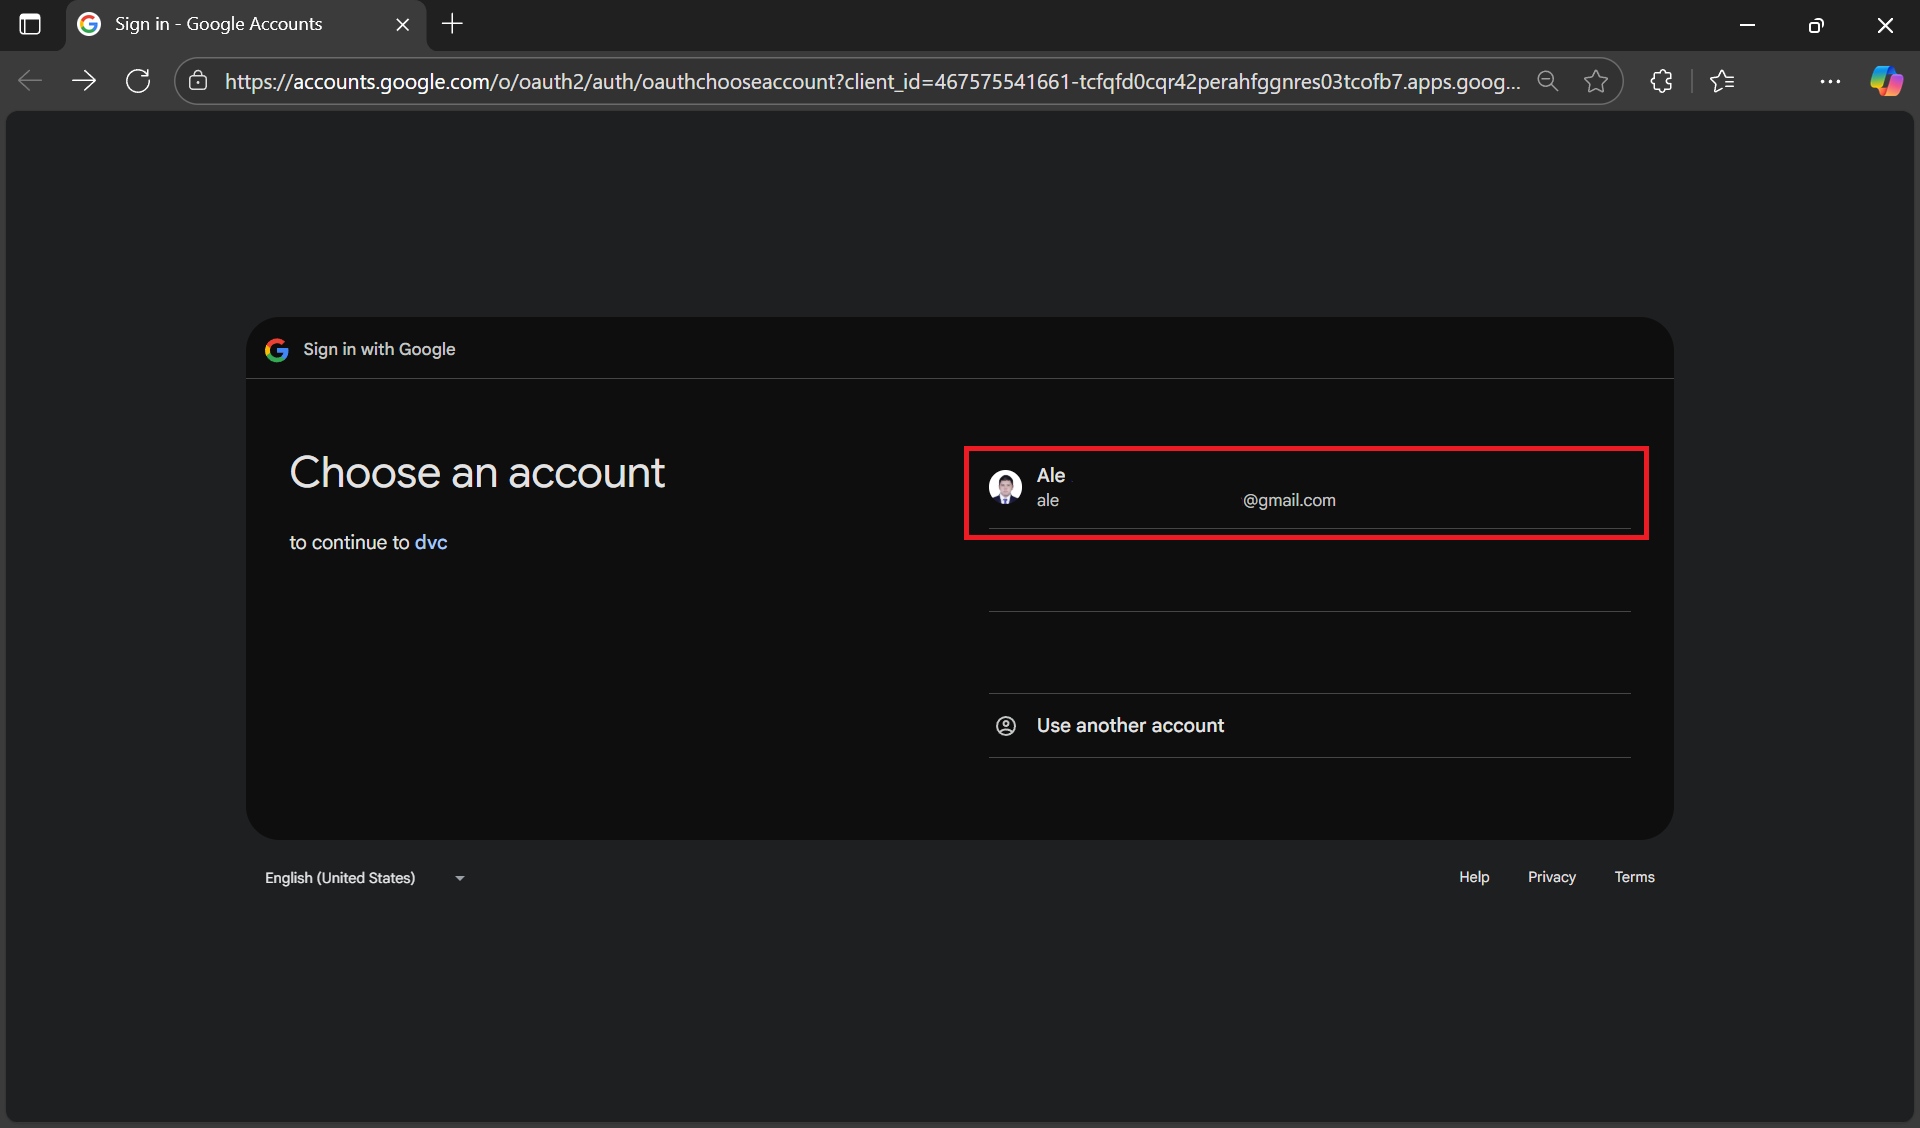 Sign in - Google Accounts
https://accounts.google.com/o/oauth2/auth/oauthchooseaccount?client_id=467575541661-tcfqfd0cqr42perahfggnres03tcofb7.apps.goog...
Sign in with Google
Choose an account
to continue to dvc
Ale
ale @gmail.com
Use another account
English (United States)
Help Privacy Terms